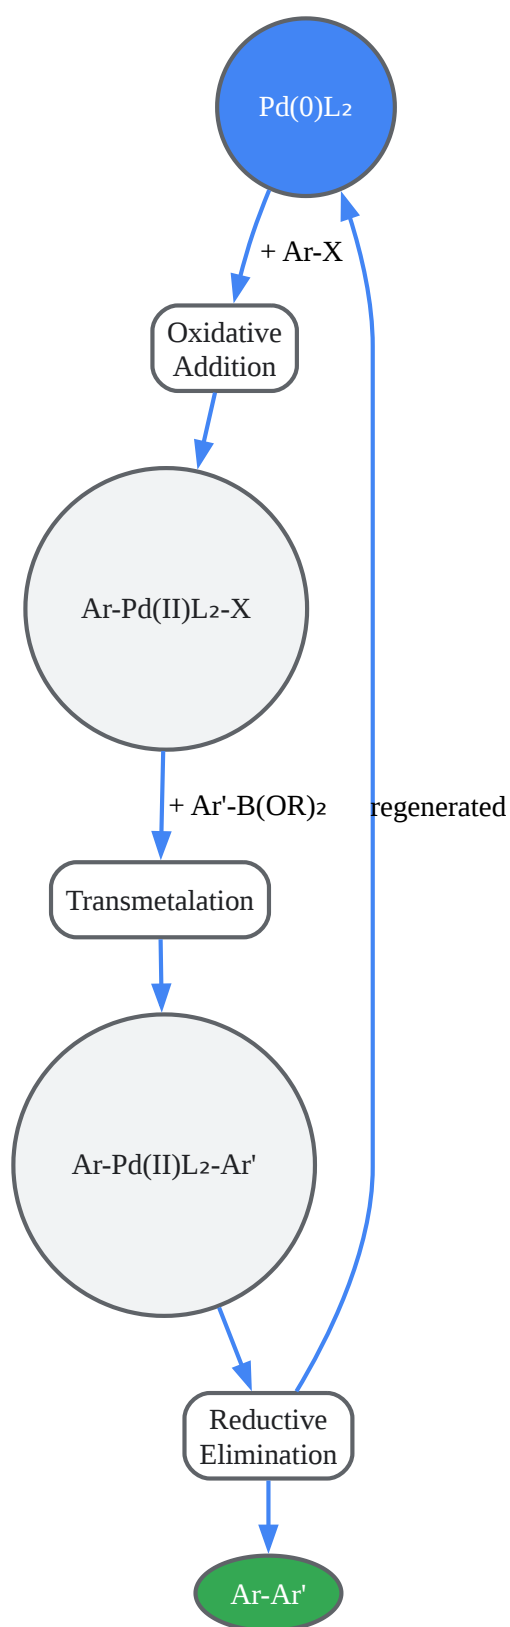 Pd(0)L₂
+ Ar-X
Oxidative
Addition
Ar-Pd(II)L₂-X
+ Ar'-B(OR)₂
regenerated
Transmetalation
Ar-Pd(II)L₂-Ar'
Reductive
Elimination
Ar-Ar'